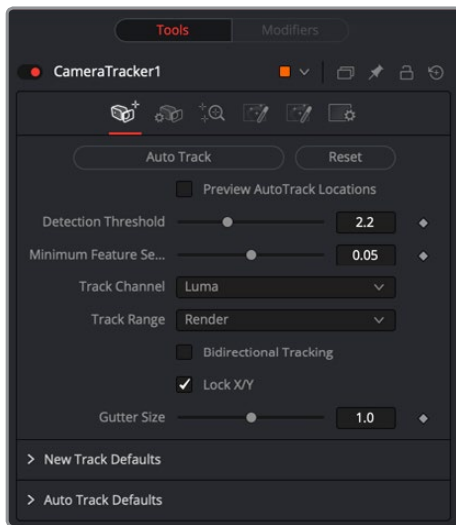 Tools Modifiers
CameraTracker1
Auto Track Reset
Preview AutoTrack Locations
Detection Threshold 2.2
Minimum Feature Se... 0.05
Track Channel Luma
Track Range Render
Bidirectional Tracking
Lock X/Y
Gutter Size 1.0
New Track Defaults
Auto Track Defaults